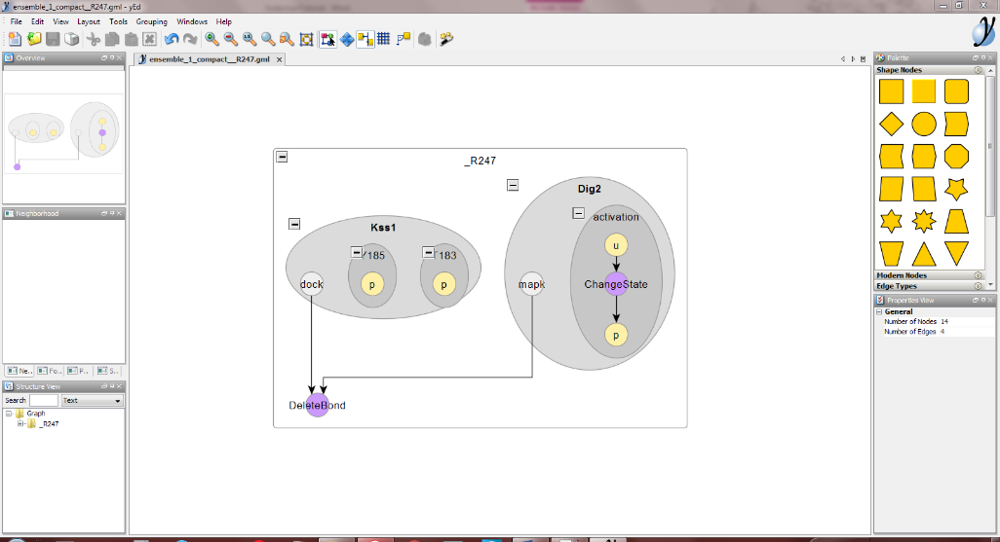 ensemble_1_compact__R247.gml - yEd
File Edit View Layout Tools Grouping Windows Help
Overview
ensemble_1_compact__R247.gml
Palette
Shape Nodes
Modern Nodes
Edge Types
Properties View
General
Number of Nodes 14
Number of Edges 4
Neighborhood
Ne.. Fo.. P.. S..
Structure View
Search Text
Graph
_R247
_R247
Dig2
activation
u
ChangeState
p
mapk
Kss1
185
183
dock
p
p
DeleteBond